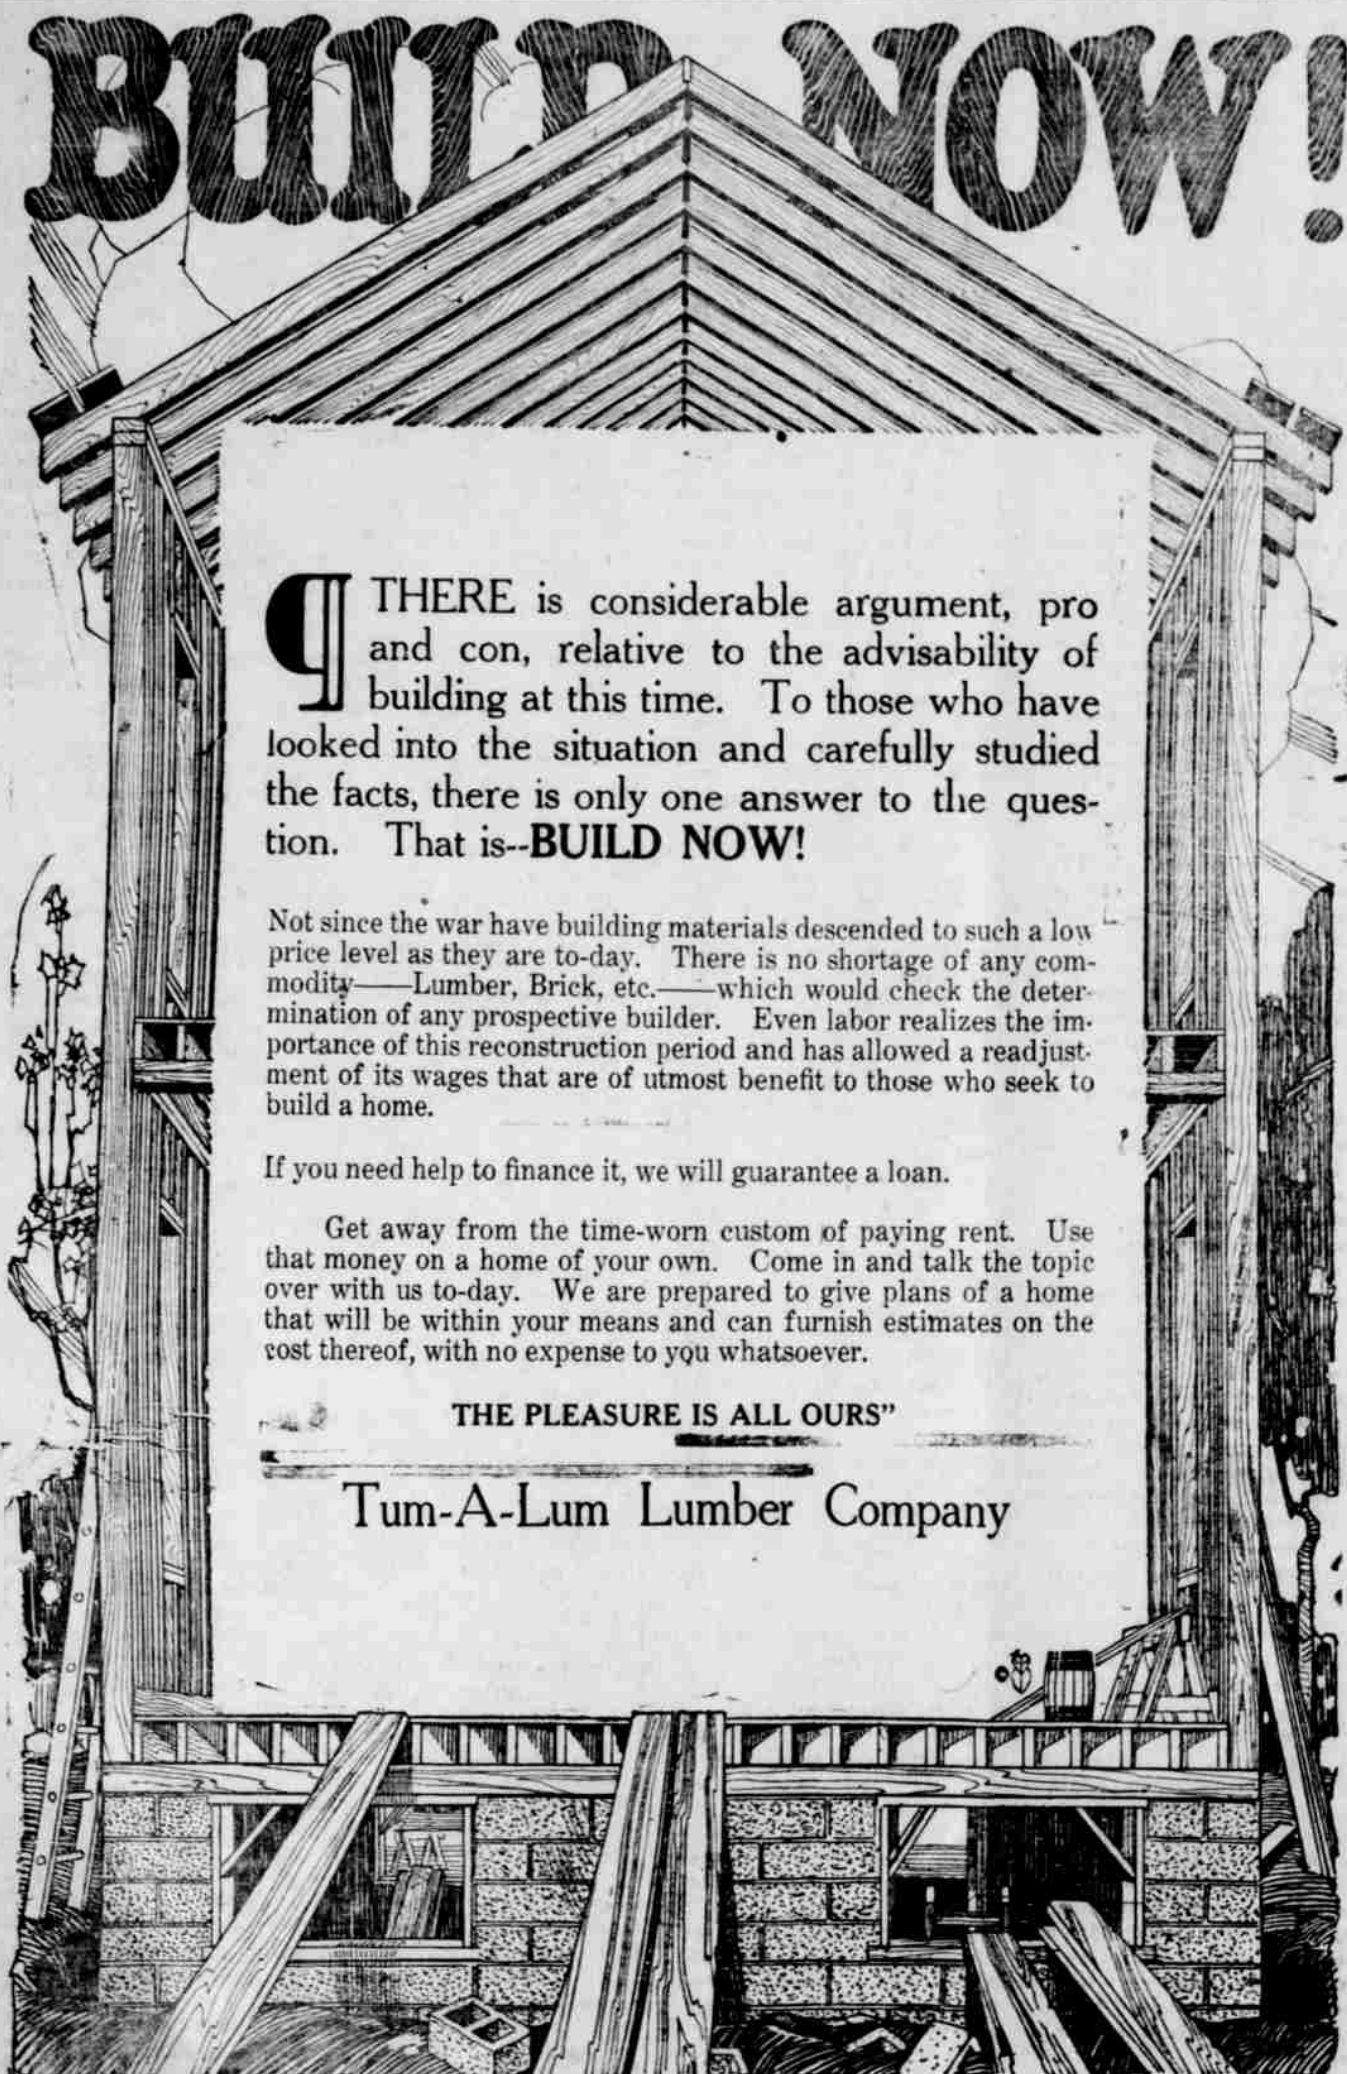 BUILD NOW!
¶ THERE is considerable argument, pro
and con, relative to the advisability of
building at this time. To those who have
looked into the situation and carefully studied
the facts, there is only one answer to the ques-
tion. That is--BUILD NOW!
Not since the war have building materials descended to such a low
price level as they are to-day. There is no shortage of any com-
modity——Lumber, Brick, etc.——which would check the deter-
mination of any prospective builder. Even labor realizes the im-
portance of this reconstruction period and has allowed a readjust-
ment of its wages that are of utmost benefit to those who seek to
build a home.
If you need help to finance it, we will guarantee a loan.
Get away from the time-worn custom of paying rent. Use
that money on a home of your own. Come in and talk the topic
over with us to-day. We are prepared to give plans of a home
that will be within your means and can furnish estimates on the
cost thereof, with no expense to you whatsoever.
THE PLEASURE IS ALL OURS”
Tum-A-Lum Lumber Company